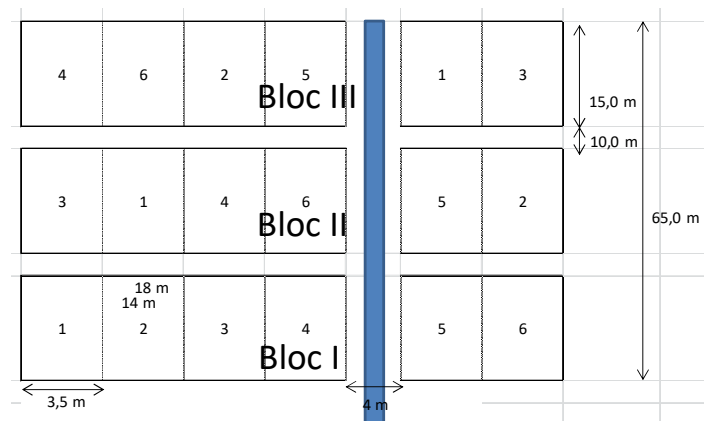 4 6 2 5 1 3
Bloc III
15,0 m
10,0 m
3 1 4 6 5 2
Bloc II
65,0 m
18 m
14 m
1 2 3 4 5 6
Bloc I
3,5 m
4 m